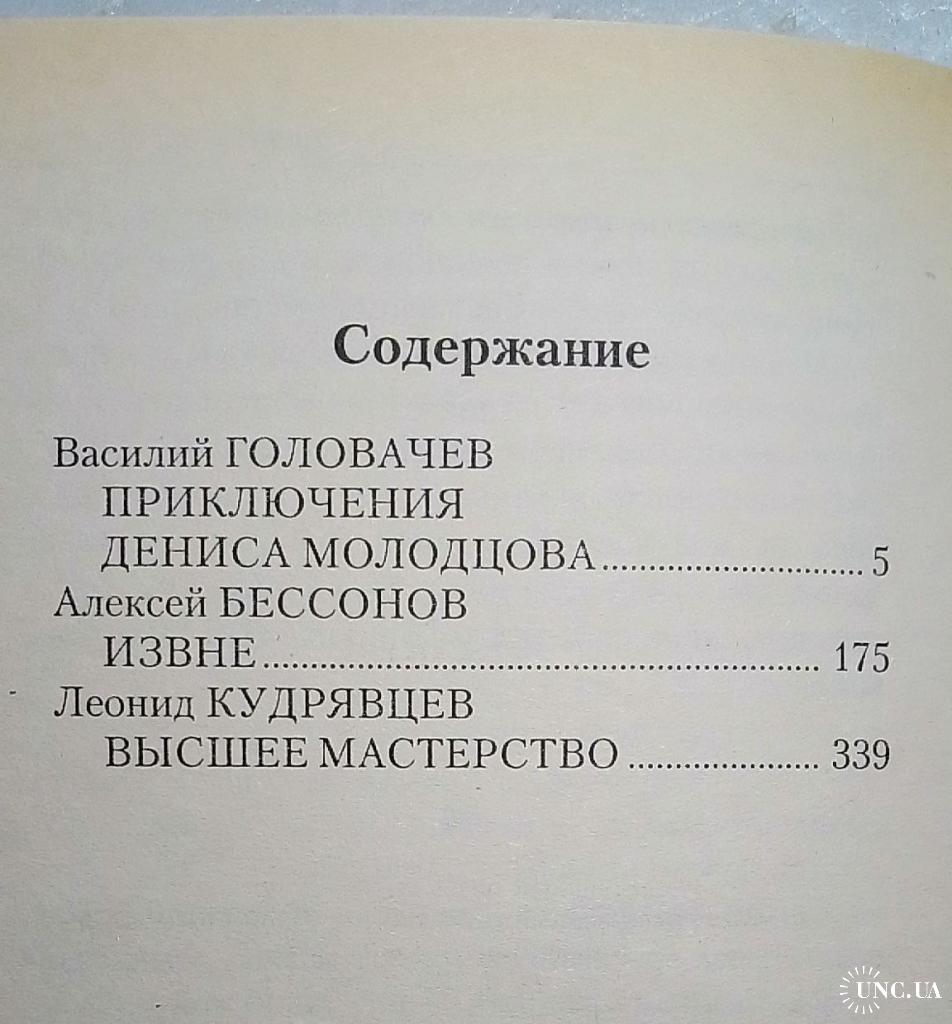 Содержание
Василий ГОЛОВАЧЕВ
ПРИКЛЮЧЕНИЯ
ДЕНИСА МОЛОДЦОВА............................ 5
Алексей БЕССОНОВ
ИЗВНЕ............................................................ 175
Леонид КУДРЯВЦЕВ
ВЫСШЕЕ МАСТЕРСТВО .................... 339
UNC.UA